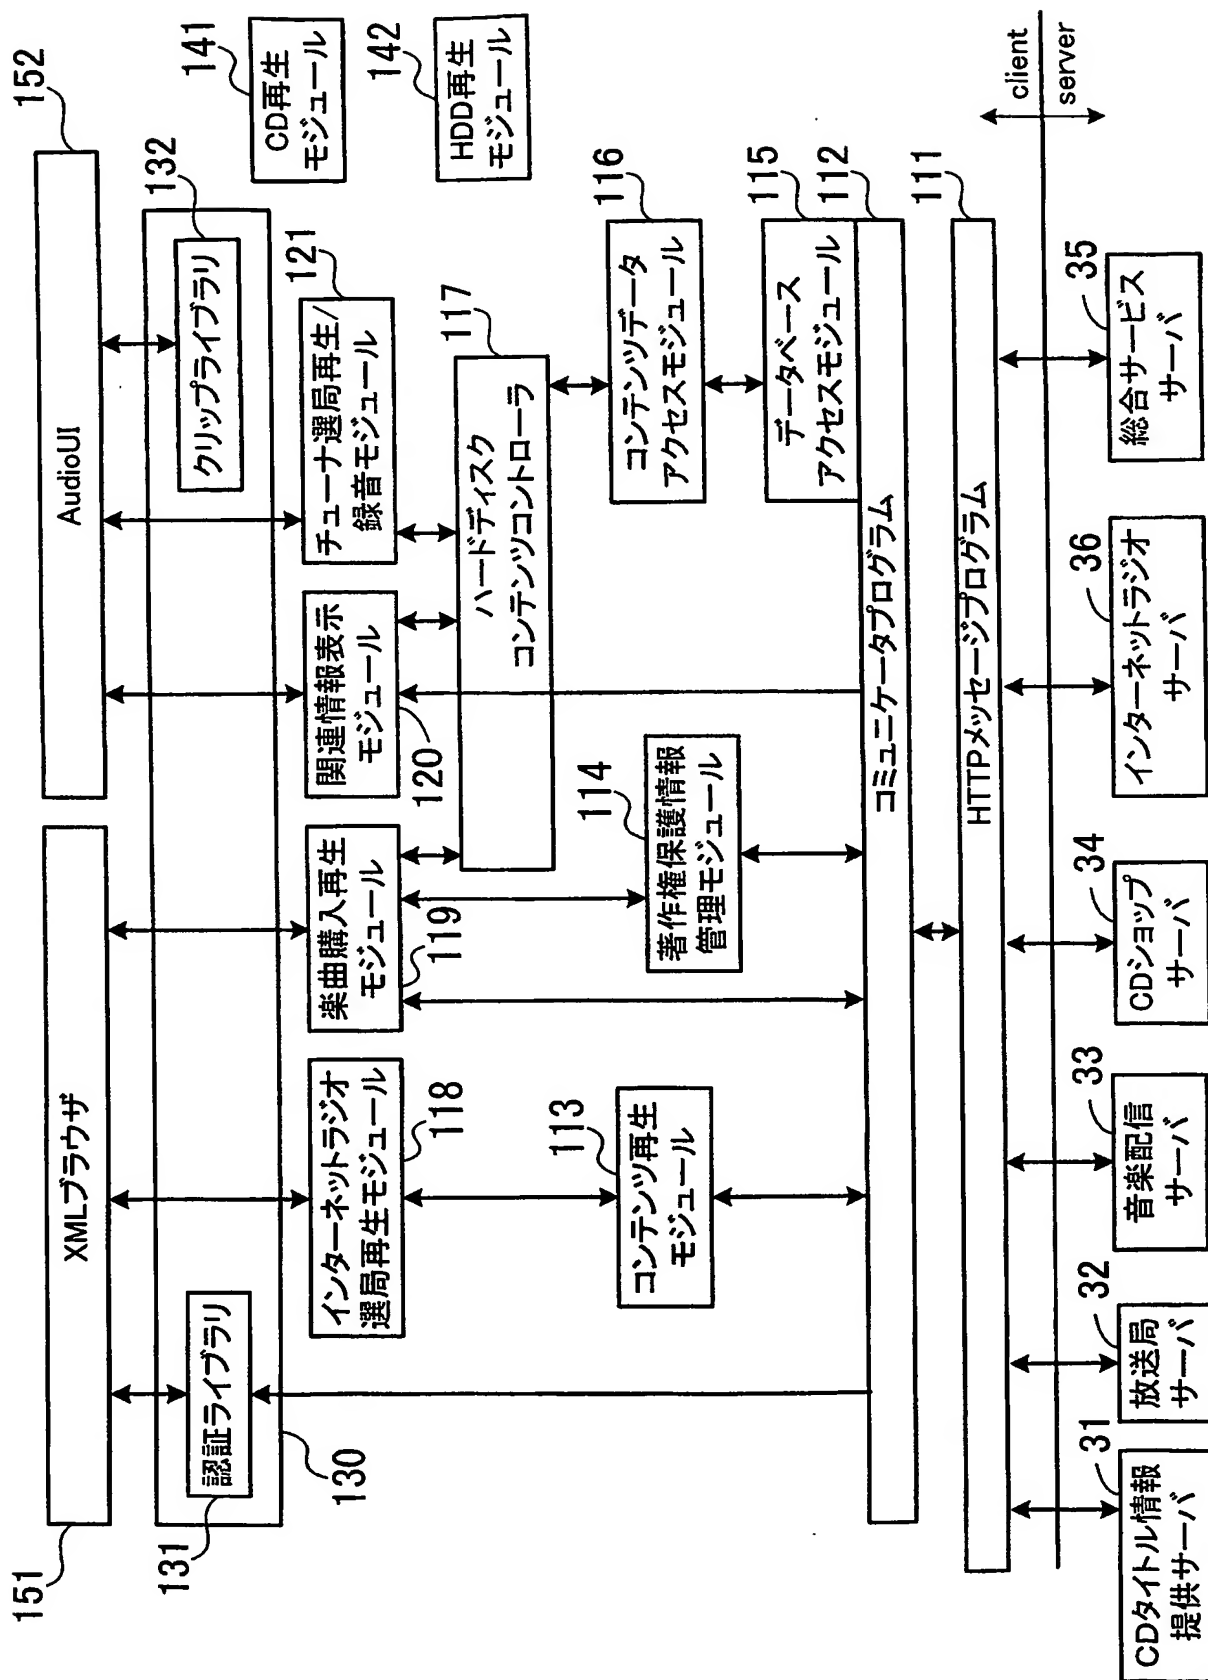 151
XMLブラウザ
AudioUI
152
131
認証ライブラリ
130
クリップライブラリ
132
インターネットラジオ
選局再生モジュール
118
楽曲購入再生
モジュール
119
関連情報表示
モジュール
120
チューナ選局再生/
録音モジュール
121
CD再生
モジュール
141
HDD再生
モジュール
142
ハードディスク
コンテンツコントローラ
117
コンテンツ再生
モジュール
113
著作権保護情報
管理モジュール
114
コンテンツデータ
アクセスモジュール
116
データベース
アクセスモジュール
115
コミュニケータプログラム
112
HTTPメッセージプログラム
111
client
server
CDタイトル情報
提供サーバ
31
放送局
サーバ
32
音楽配信
サーバ
33
CDショップ
サーバ
34
インターネットラジオ
サーバ
36
総合サービス
サーバ
35